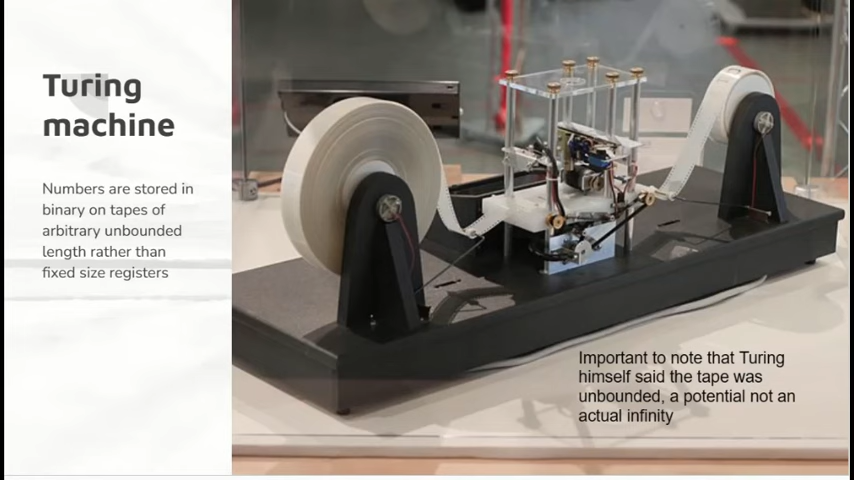 Turing
machine
Numbers are stored in
binary on tapes of
arbitrary unbounded
length rather than
fixed size registers
Important to note that Turing
himself said the tape was
unbounded, a potential not an
actual infinity